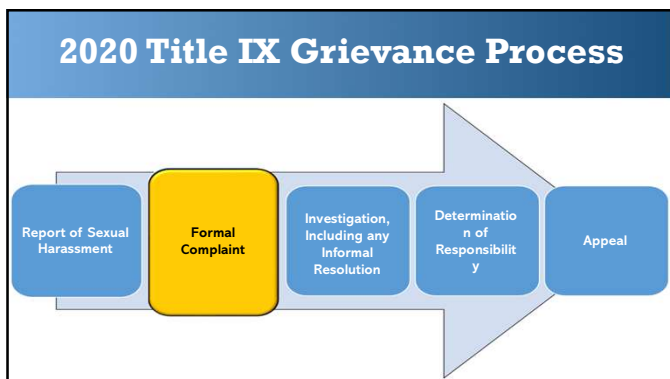 2020 Title IX Grievance Process
Report of Sexual
Harassment
Formal
Complaint
Investigation,
Including any
Informal
Resolution
Determinatio
n of
Responsibilit
y
Appeal